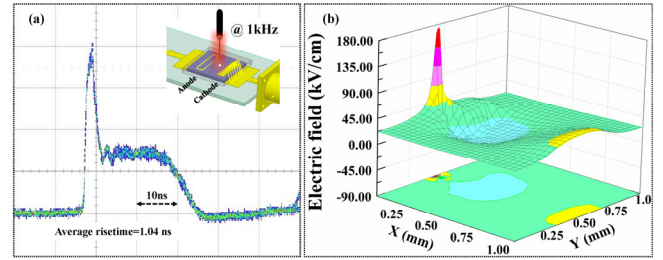 (a)
@ 1kHz
Anode
Cathode
10ns
Average risetime=1.04 ns
(b)
Electric field (kV/cm)
180.00
135.00
90.00
45.00
0.00
-45.00
-90.00
0.25
0.50
0.75
1.00
X (mm)
0.25
0.50
0.75
1.0
Y (mm)